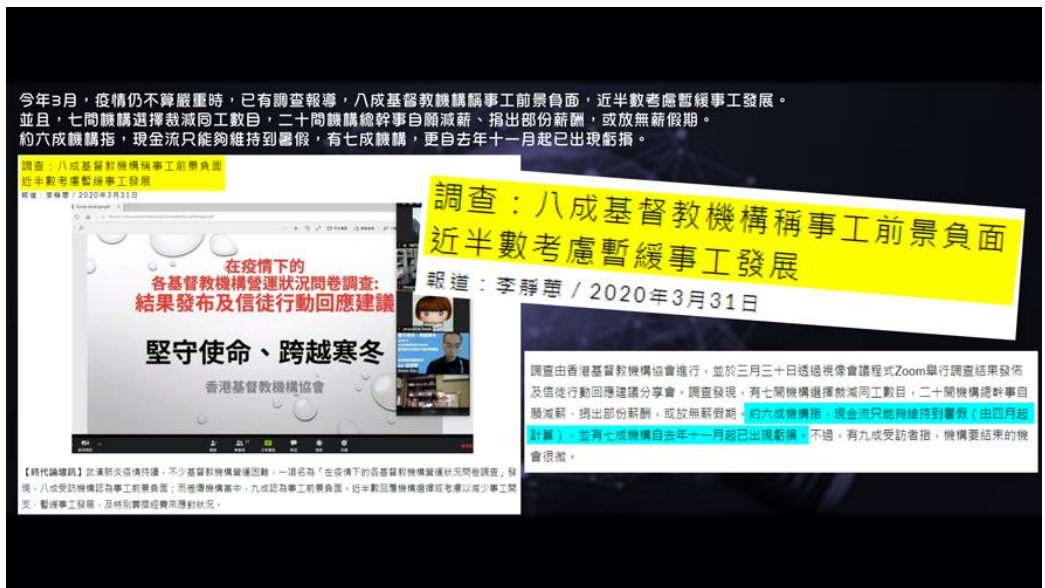 今年3月，疫情仍不算嚴重時，已有調查報導，八成基督教機構稱事工前景負面，近半數考慮暫緩事工發展。
並且，七間機構選擇裁減同工數目，二十間機構總幹事自願減薪、捐出部份薪酬，或放無薪假期。
約六成機構指，現金流只能夠維持到暑假，有七成機構，更自去年十一月起已出現虧損。
調查：八成基督教機構稱事工前景負面
近半數考慮暫緩事工發展
報道：李靜蕙 / 2020年3月31日
在疫情下的
各基督教機構營運狀況問卷調查:
結果發布及信徒行動回應建議
堅守使命、跨越寒冬
香港基督教機構協會
【時代論壇訊】武漢肺炎疫情持續，不少基督教機構營運困難，一項名為「在疫情下的各基督教機構營運狀況問卷調查」發
現，八成受訪機構認為事工前景負面；而差傳機構當中，九成認為事工前景負面，近半數回覆機構選擇或考慮以減少事工開
支、暫緩事工發展，及特別籌措經費來應對狀況。
調查：八成基督教機構稱事工前景負面
近半數考慮暫緩事工發展
報道：李靜蕙 / 2020年3月31日
調查由香港基督教機構協會進行，並於三月三十日透過視像會議程式Zoom舉行調查結果發佈
及信徒行動回應建議分享會。調查發現，有七間機構選擇裁減同工數目，二十間機構總幹事自
願減薪、捐出部份薪酬，或放無薪假期。約六成機構指，現金流只能夠維持到暑假（由四月起
計算），並有七成機構自去年十一月起已出現虧損。不過，有九成受訪者指，機構要結束的機
會很微。